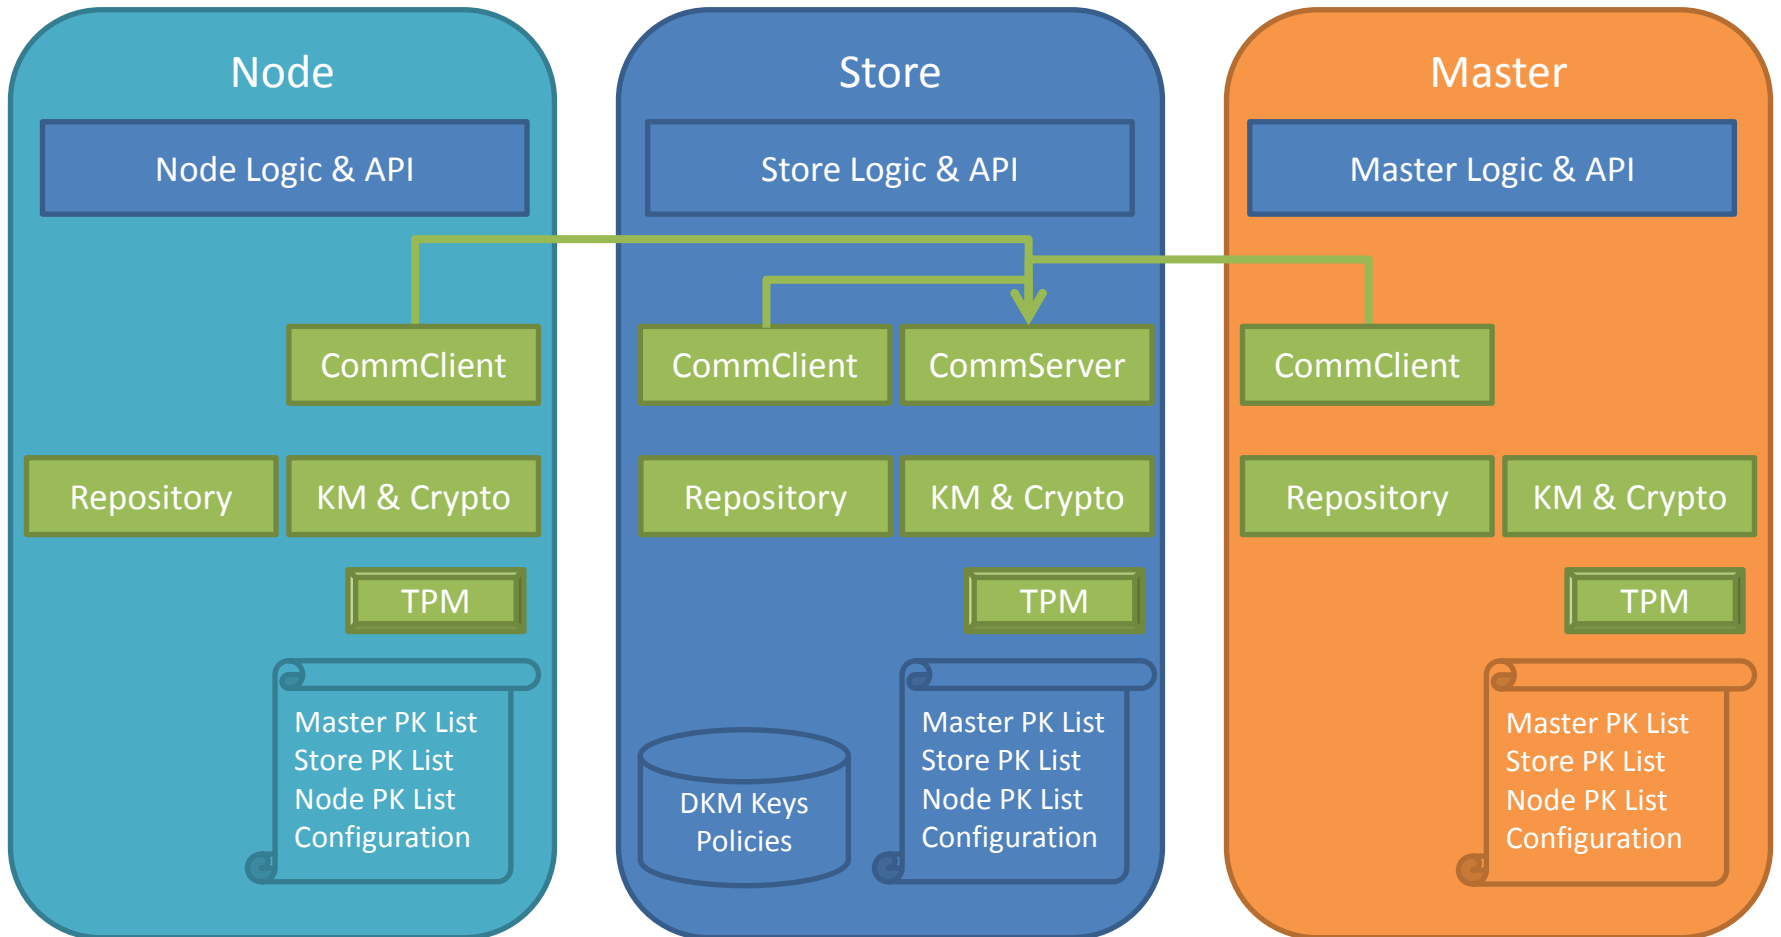 Node
Node Logic & API
CommClient
Repository
KM & Crypto
TPM
Master PK List
Store PK List
Node PK List
Configuration
Store
Store Logic & API
CommClient
CommServer
Repository
KM & Crypto
TPM
DKM Keys
Policies
Master PK List
Store PK List
Node PK List
Configuration
Master
Master Logic & API
CommClient
Repository
KM & Crypto
TPM
Master PK List
Store PK List
Node PK List
Configuration